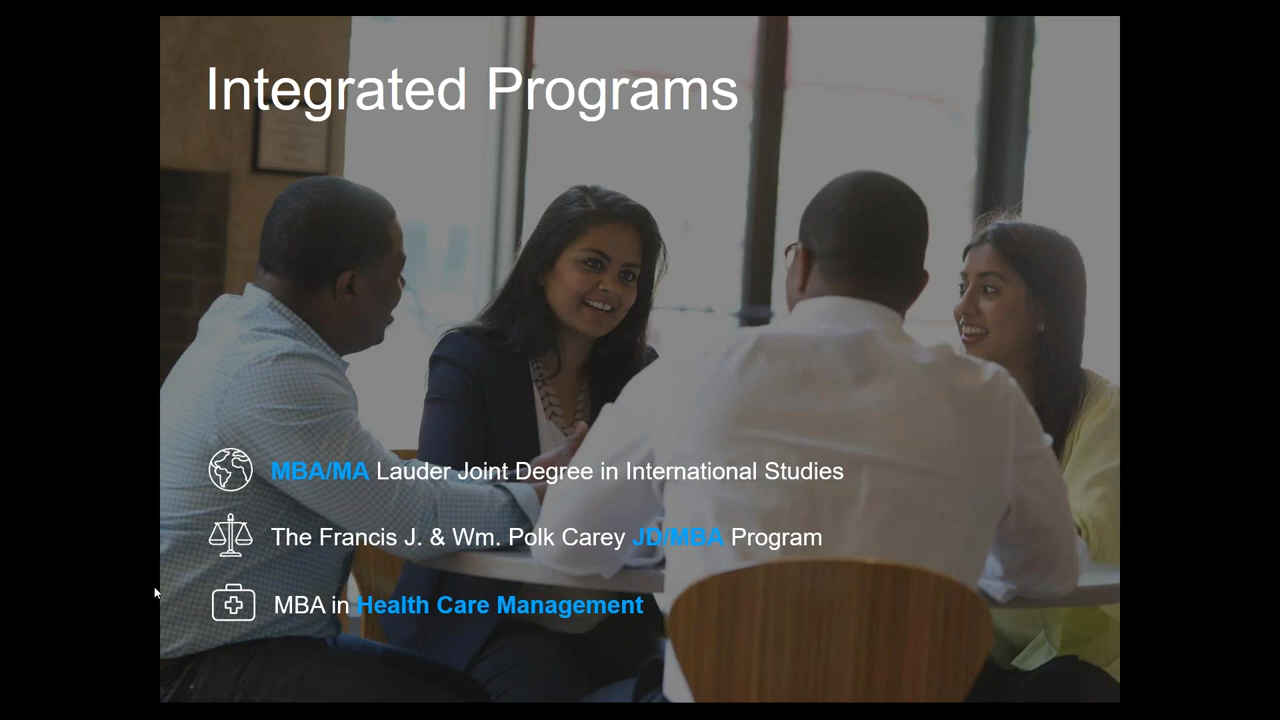 Integrated Programs
MBA/MA Lauder Joint Degree in International Studies
The Francis J. & Wm. Polk Carey JD/MBA Program
MBA in Health Care Management